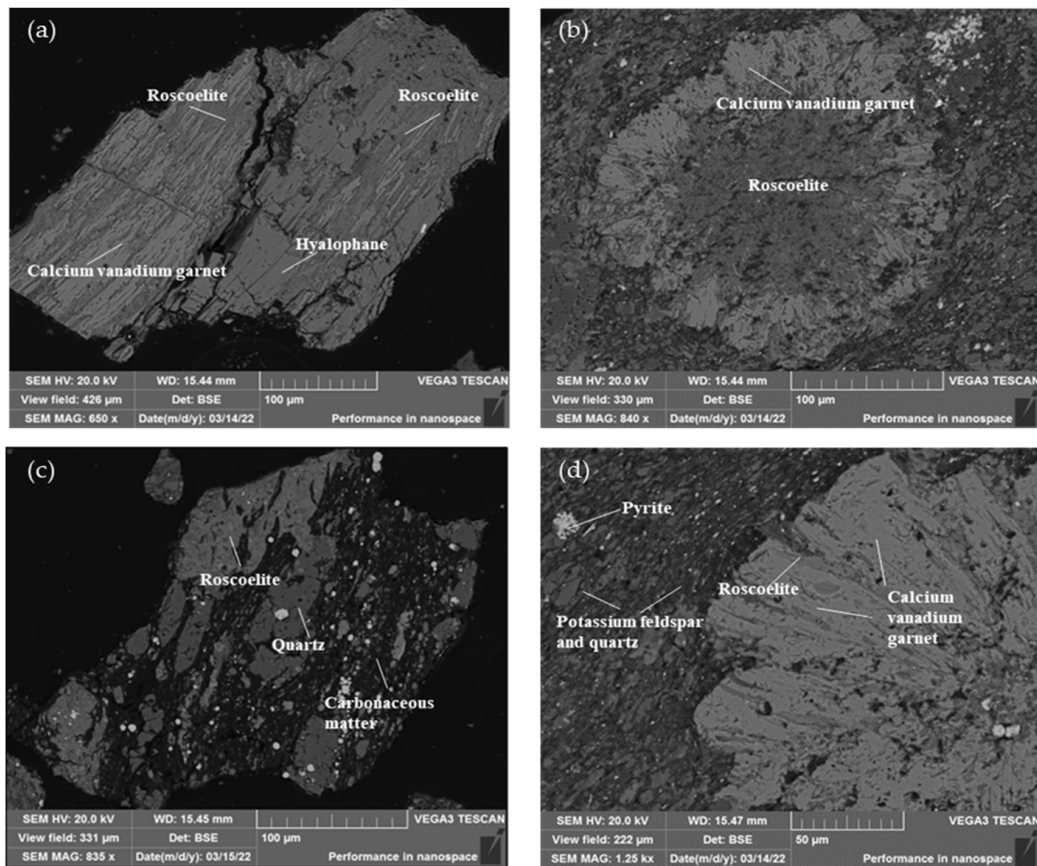 (a)
Roscoelite
Roscoelite
Hyalophane
Calcium vanadium garnet
SEM HV: 20.0 kV
WD: 15.44 mm
VEGA3 TESCAN
View field: 426 µm
Det: BSE
100 µm
SEM MAG: 650 x
Date(m/d/y): 03/14/22
Performance in nanospace
(b)
Calcium vanadium garnet
Roscoelite
SEM HV: 20.0 kV
WD: 15.44 mm
VEGA3 TESCAN
View field: 330 µm
Det: BSE
100 µm
SEM MAG: 840 x
Date(m/d/y): 03/14/22
Performance in nanospace
(c)
Roscoelite
Quartz
Carbonaceous
matter
SEM HV: 20.0 kV
WD: 15.45 mm
VEGA3 TESCAN
View field: 331 µm
Det: BSE
100 µm
SEM MAG: 835 x
Date(m/d/y): 03/15/22
Performance in nanospace
(d)
Pyrite
Roscoelite
Calcium
vanadium
garnet
Potassium feldspar
and quartz
SEM HV: 20.0 kV
WD: 15.47 mm
VEGA3 TESCAN
View field: 222 µm
Det: BSE
50 µm
SEM MAG: 1.25 kx
Date(m/d/y): 03/14/22
Performance in nanospace